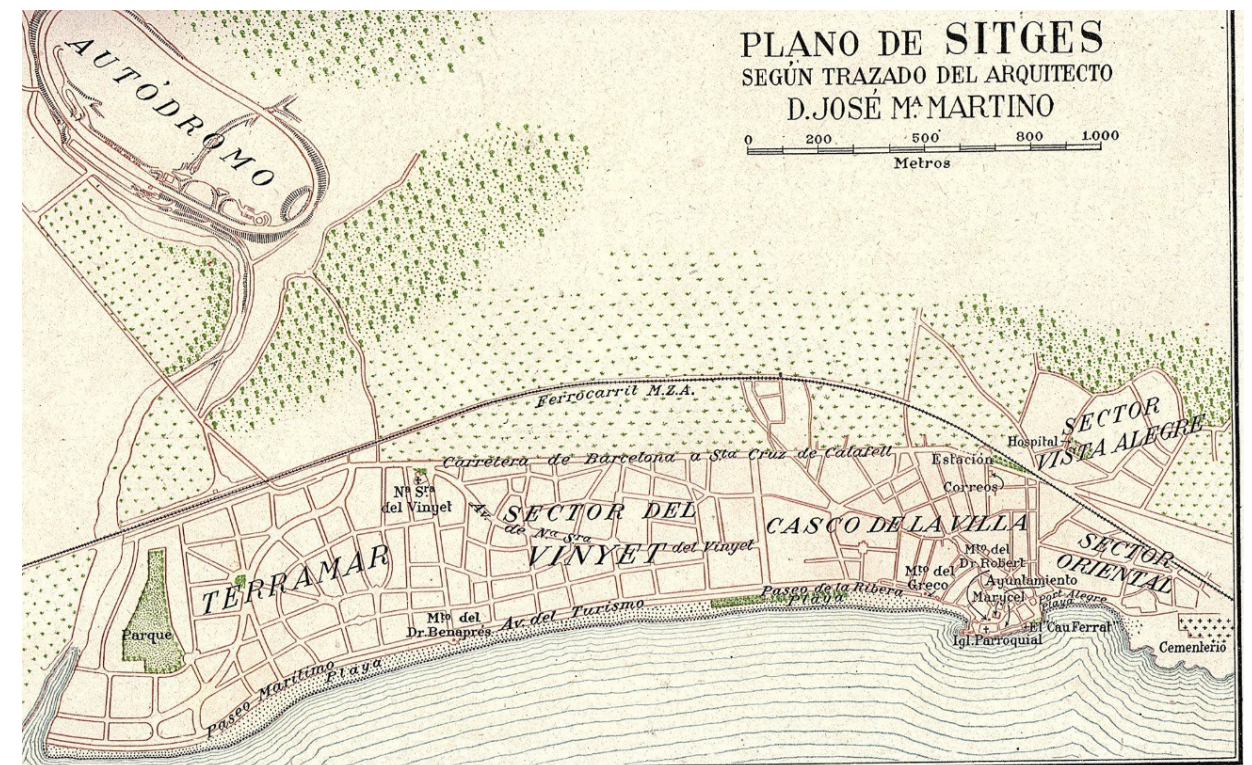 PLANO DE SITGES
SEGÚN TRAZADO DEL ARQUITECTO
D. JOSÉ Mª. MARTINO
0 200 500 800 1.000
Metros
AUTÓDROMO
Ferrocarril M.Z.A.
Carretera de Barcelona a Sta Cruz de Calafell
Hospital
SECTOR
VISTA ALEGRE
Estación
Correos
Nª Sra
del Vinyet
Av. de Nª Sra del Vinyet
SECTOR DEL
VINYET
CASCO DE LA VILLA
SECTOR
ORIENTAL
TERRAMAR
Parque
Mto del
Dr. Robert
Mto del
Greco
Ayuntamiento
Marycel
Port Alegre
Playa
"El Cau Ferrat"
Igl. Parroquial
Cementerio
Paseo de la Ribera
Playa
Mto del
Dr. Benaprés
Av. del Turismo
Paseo Marítimo
Playa